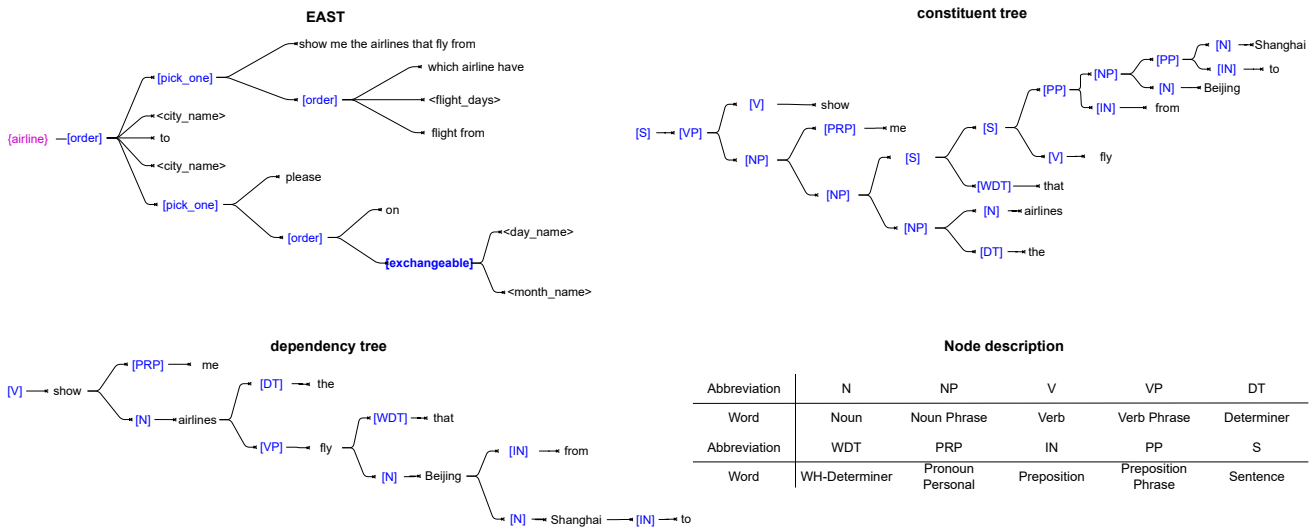 EAST
show me the airlines that fly from
[pick_one]
which airline have
[order]
<flight_days>
flight from
<city_name>
{airline}
[order]
to
<city_name>
please
[pick_one]
on
[order]
<day_name>
[exchangeable]
<month_name>
constituent tree
[N]
Shanghai
[PP]
[NP]
[IN]
to
[N]
Beijing
[PP]
[IN]
from
[V]
show
[S]
[VP]
[PRP]
me
[S]
[NP]
[S]
[V]
fly
[WDT]
that
[NP]
[N]
airlines
[NP]
[DT]
the
dependency tree
[PRP]
me
[V]
show
[DT]
the
[N]
airlines
[WDT]
that
[VP]
fly
[IN]
from
[N]
Beijing
[N]
Shanghai
[IN]
to
Node description
Abbreviation N NP V VP DT
Word Noun Noun Phrase Verb Verb Phrase Determiner
Abbreviation WDT PRP IN PP S
Word WH-Determiner Pronoun Personal Preposition Preposition Phrase Sentence